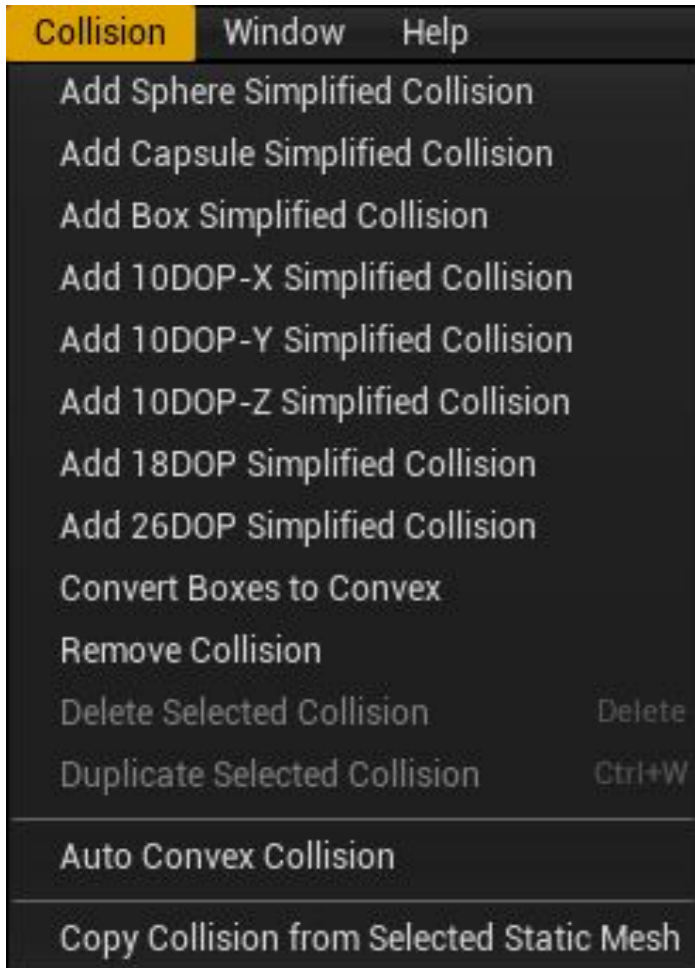 Collision Window Help
Add Sphere Simplified Collision
Add Capsule Simplified Collision
Add Box Simplified Collision
Add 10DOP-X Simplified Collision
Add 10DOP-Y Simplified Collision
Add 10DOP-Z Simplified Collision
Add 18DOP Simplified Collision
Add 26DOP Simplified Collision
Convert Boxes to Convex
Remove Collision
Delete Selected Collision Delete
Duplicate Selected Collision Ctrl+W
Auto Convex Collision
Copy Collision from Selected Static Mesh